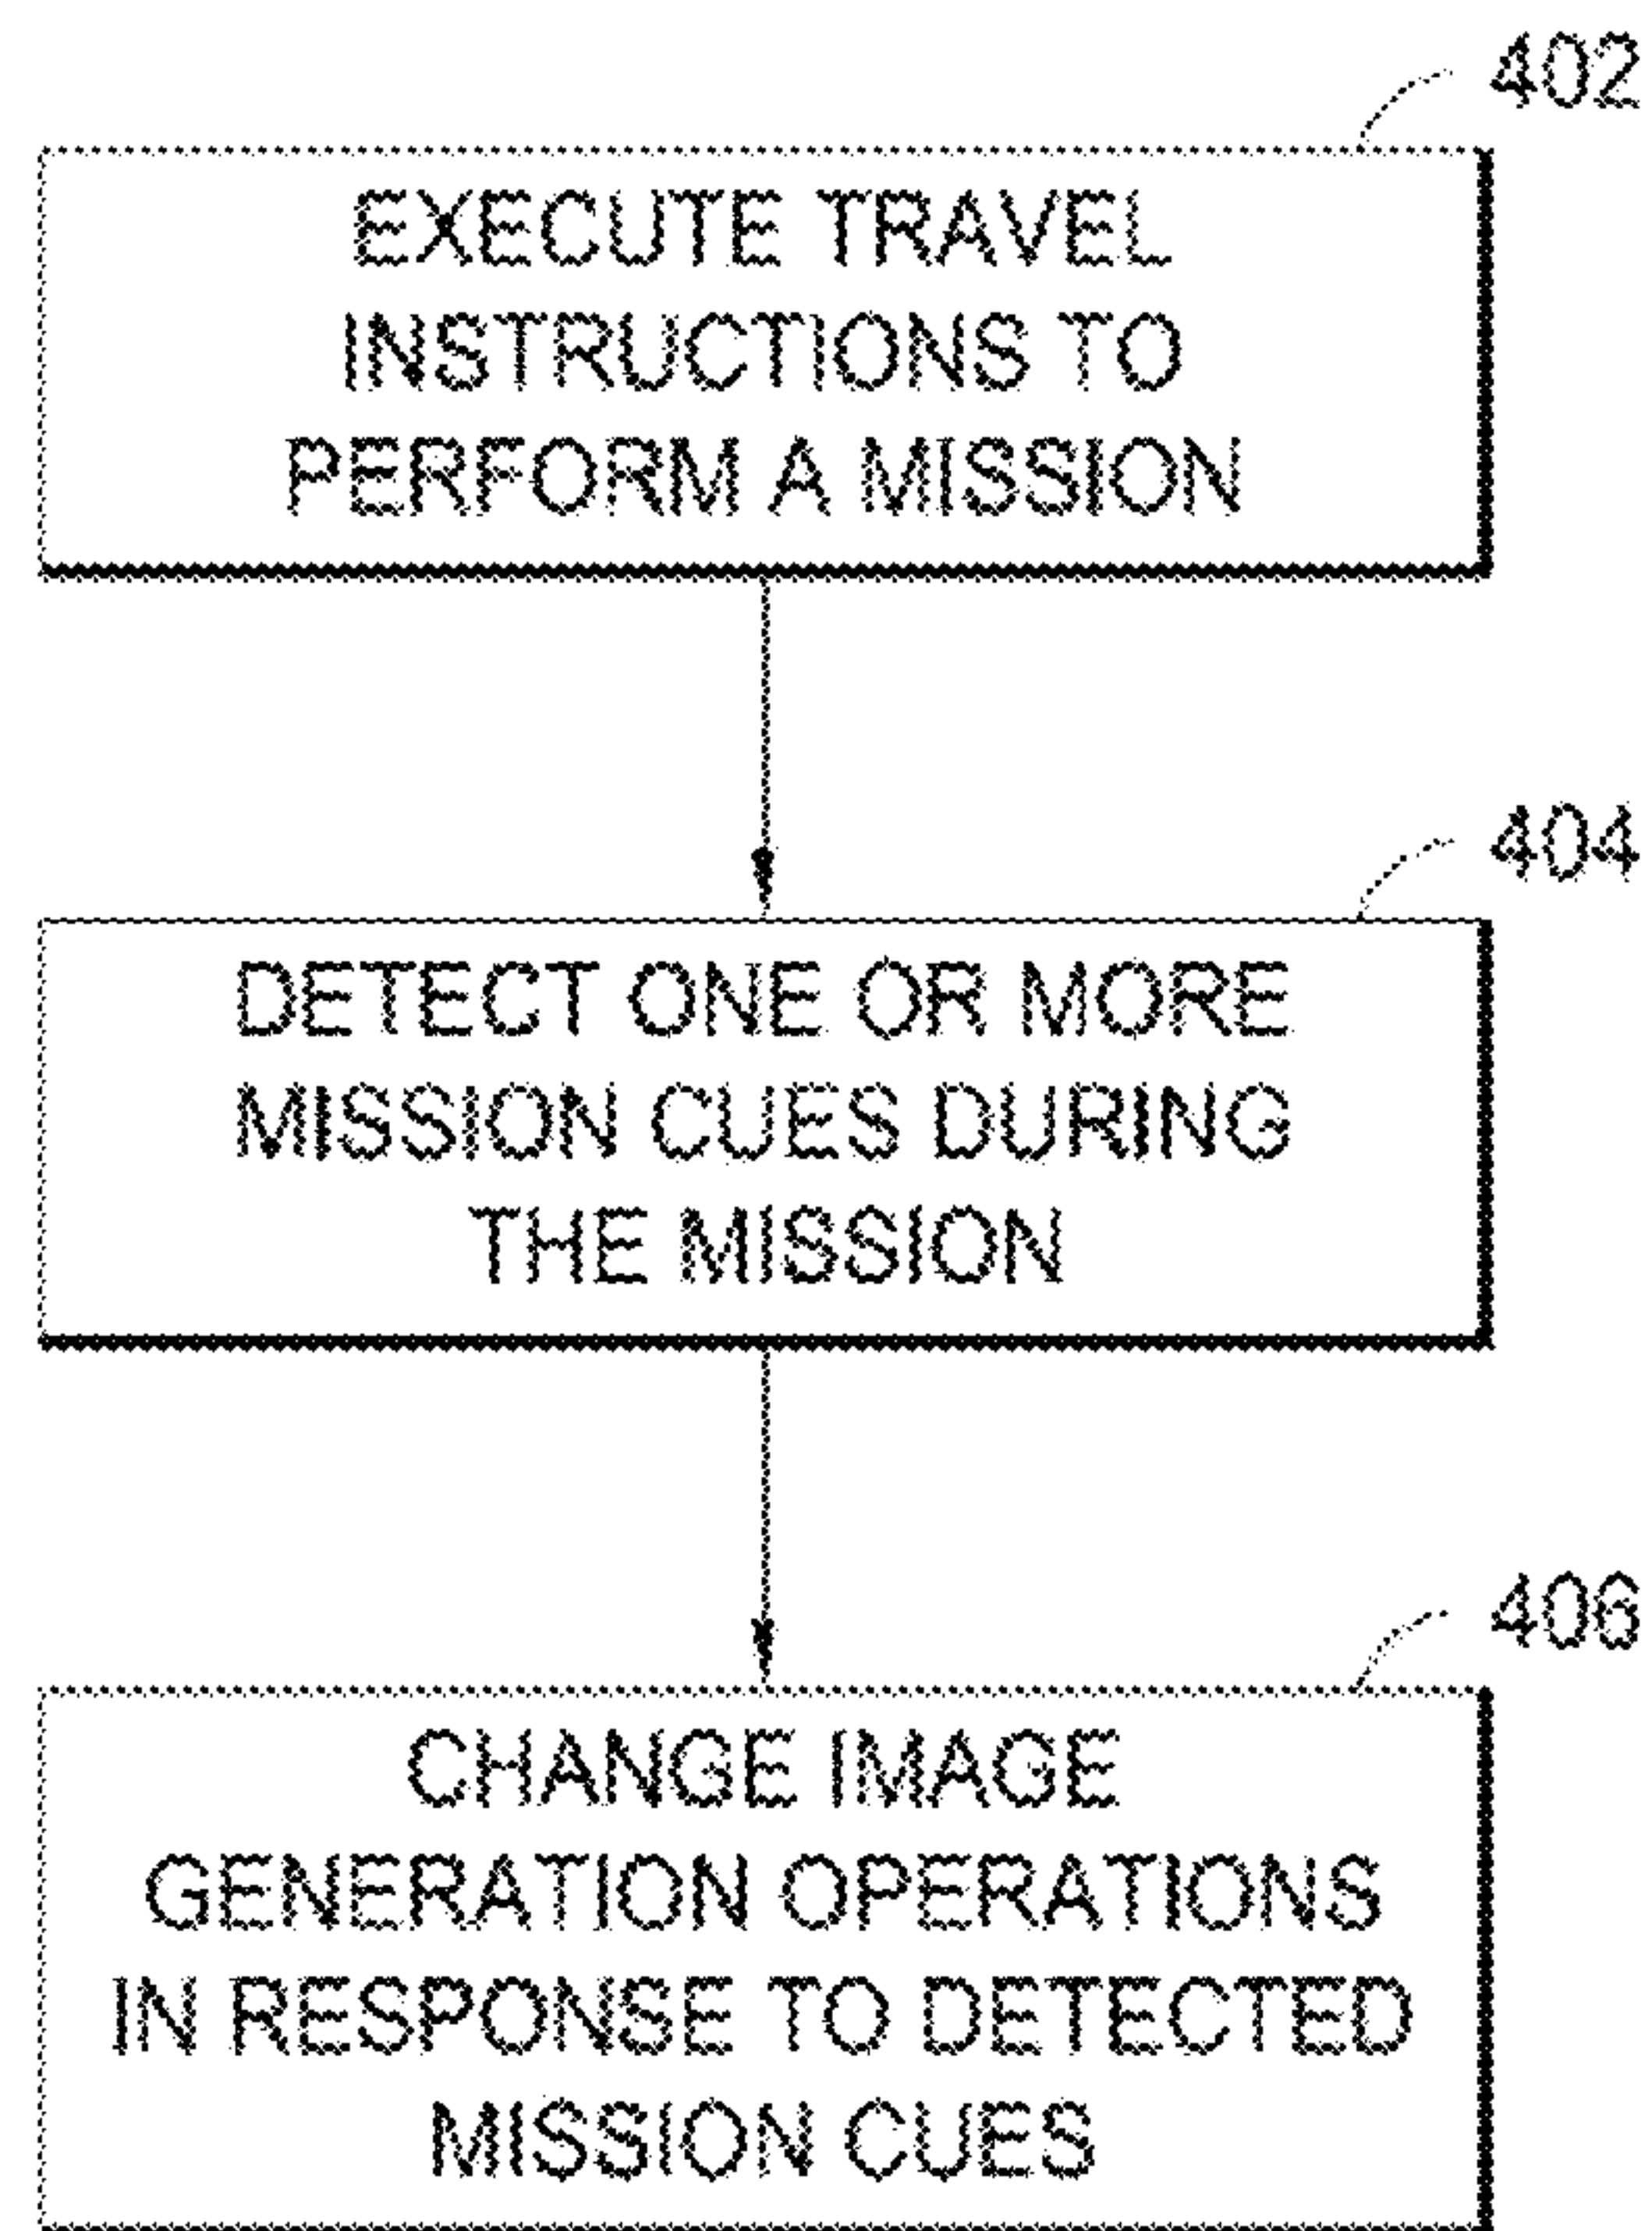 402
EXECUTE TRAVEL
INSTRUCTIONS TO
PERFORM A MISSION
404
DETECT ONE OR MORE
MISSION CUES DURING
THE MISSION
406
CHANGE IMAGE
GENERATION OPERATIONS
IN RESPONSE TO DETECTED
MISSION CUES